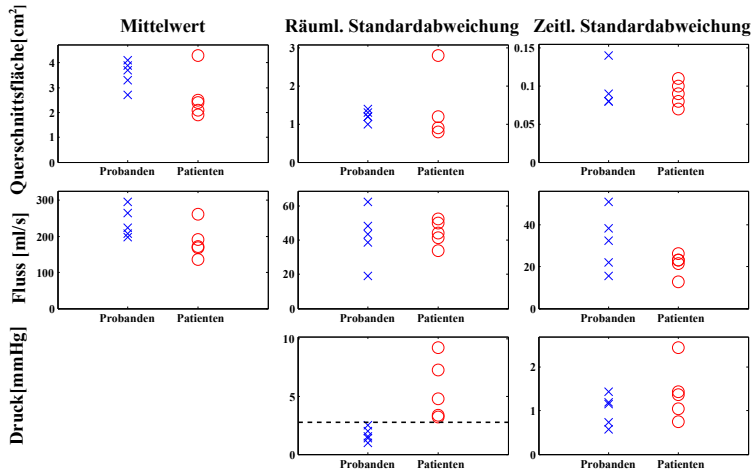 Mittelwert
Räuml. Standardabweichung
Zeitl. Standardabweichung
Querschnittsfläche[cm²]
4
3
2
1
0
Probanden
Patienten
3
2
1
0
Probanden
Patienten
0.15
0.1
0.05
0
Probanden
Patienten
Fluss [ml/s]
300
200
100
0
Probanden
Patienten
60
40
20
0
Probanden
Patienten
40
20
0
Probanden
Patienten
Druck[mmHg]
10
5
0
Probanden
Patienten
2
1
0
Probanden
Patienten